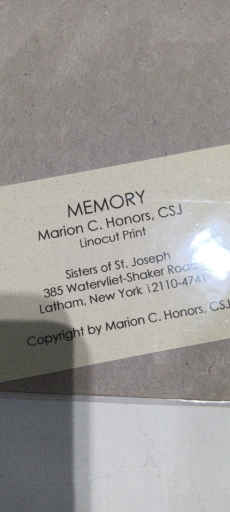 MEMORY
Marion C. Honors, CSJ
Linocut Print
Sisters of St. Joseph
385 Watervliet-Shaker Road
Latham, New York 12110-4741
Copyright by Marion C. Honors, CSJ